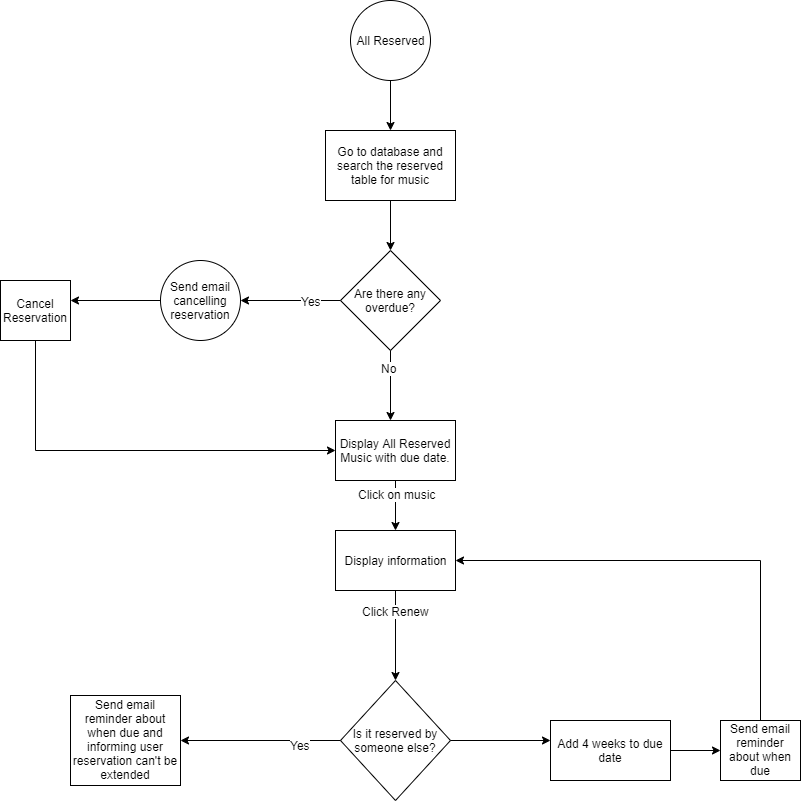 All Reserved
Go to database and
search the reserved
table for music
Are there any
overdue?
Yes
Send email
cancelling
reservation
Cancel
Reservation
No
Display All Reserved
Music with due date.
Click on music
Display information
Click Renew
Is it reserved by
someone else?
Yes
Send email
reminder about
when due and
informing user
reservation can't be
extended
Add 4 weeks to due
date
Send email
reminder
about when
due